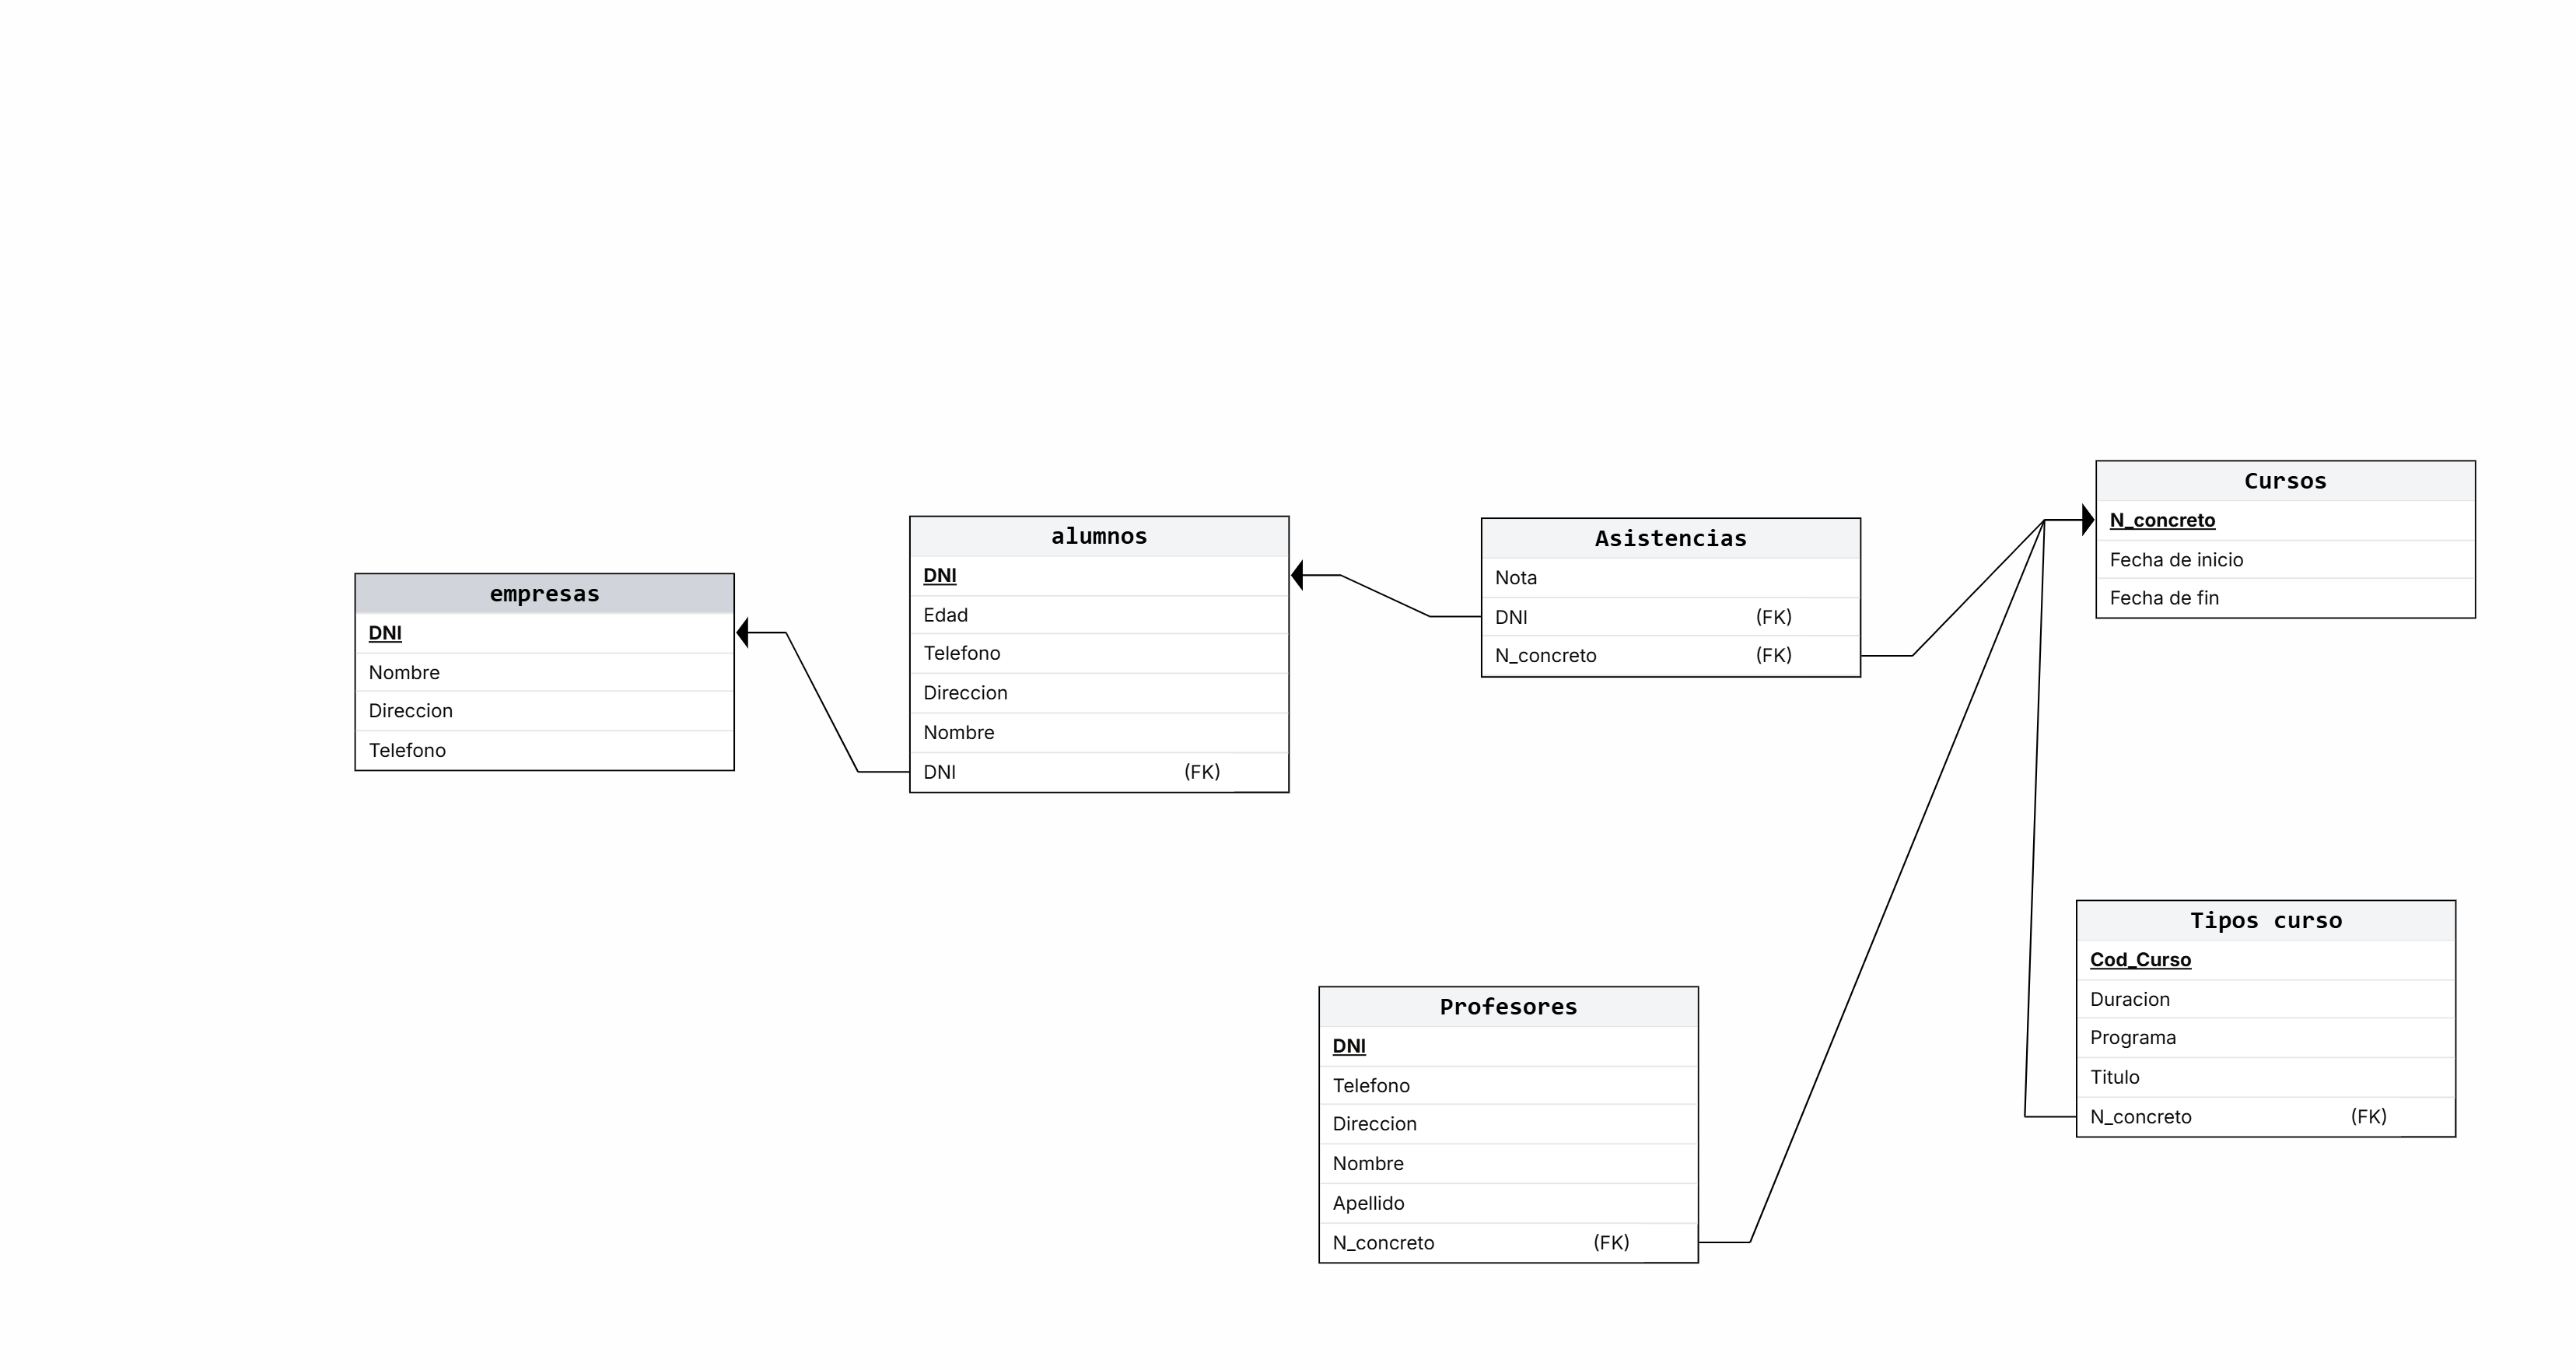 empresas
DNI
Nombre
Direccion
Telefono
alumnos
DNI
Edad
Telefono
Direccion
Nombre
DNI (FK)
Asistencias
Nota
DNI (FK)
N_concreto (FK)
Cursos
N_concreto
Fecha de inicio
Fecha de fin
Profesores
DNI
Telefono
Direccion
Nombre
Apellido
N_concreto (FK)
Tipos curso
Cod_Curso
Duracion
Programa
Titulo
N_concreto (FK)